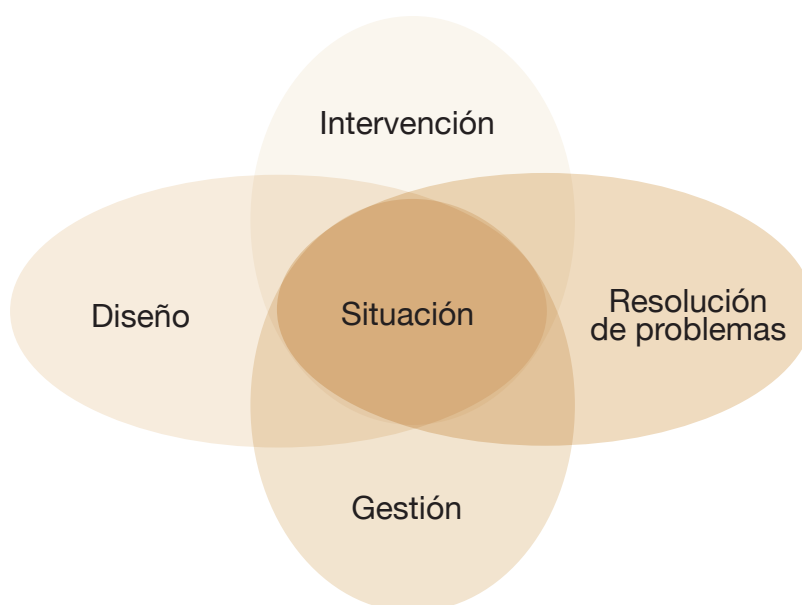 Intervención
Diseño
Situación
Resolución
de problemas
Gestión